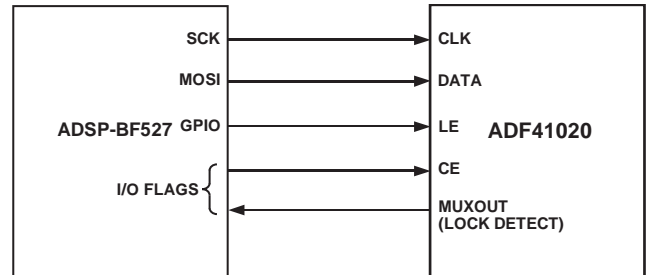 SCK
CLK
MOSI
DATA
ADSP-BF527
GPIO
LE
ADF41020
I/O FLAGS
CE
MUXOUT
(LOCK DETECT)